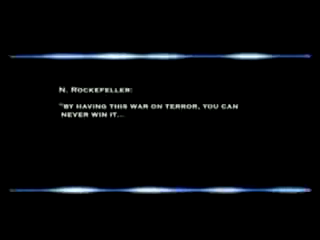 N. ROCKEFELLER:
"BY HAVING THIS WAR ON TERROR, YOU CAN
NEVER WIN IT...